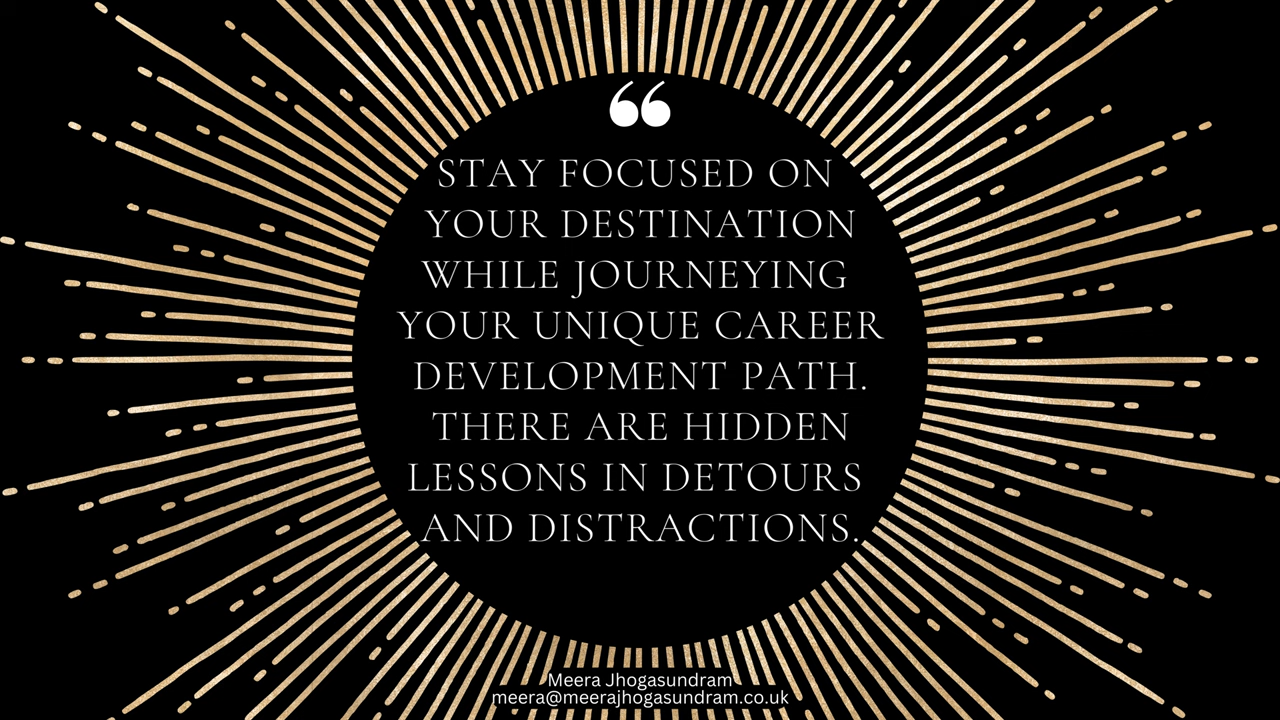 “
STAY FOCUSED ON
YOUR DESTINATION
WHILE JOURNEYING
YOUR UNIQUE CAREER
DEVELOPMENT PATH.
THERE ARE HIDDEN
LESSONS IN DETOURS
AND DISTRACTIONS.
Meera Jhogasundram
meera@meerajhogasundram.co.uk